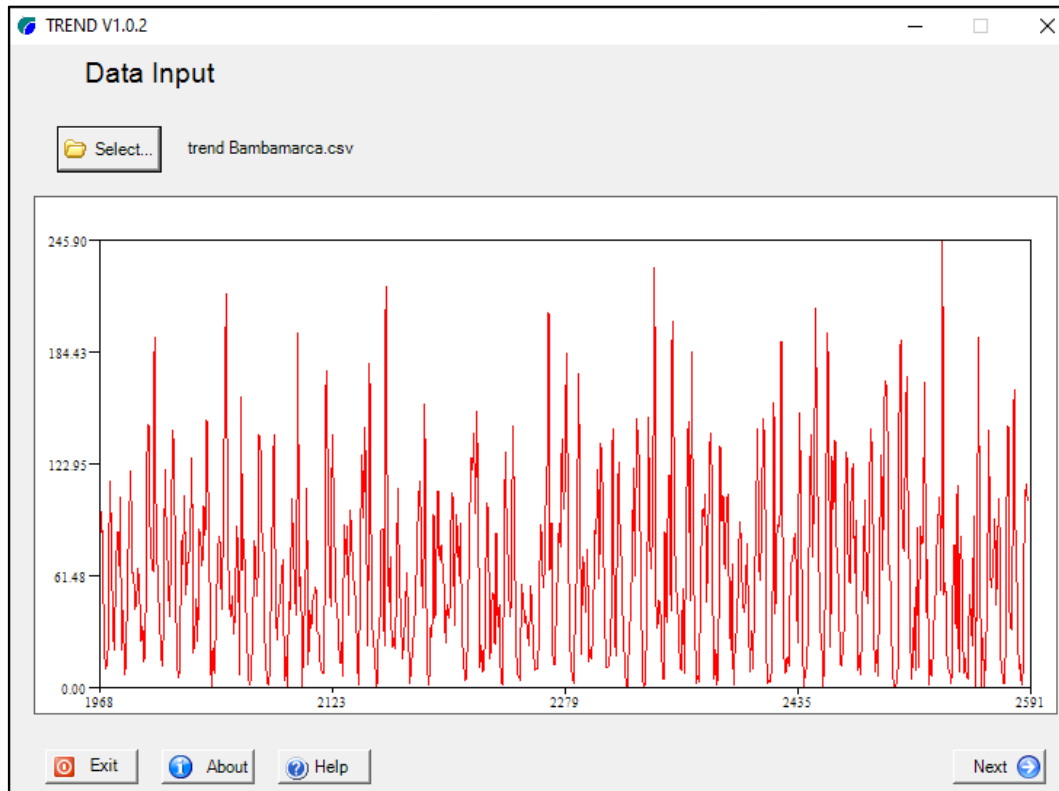 TREND V1.0.2
Data Input
Select... trend Bambamarca.csv
245.90
184.43
122.95
61.48
0.00
1968 2123 2279 2435 2591
Exit About Help Next